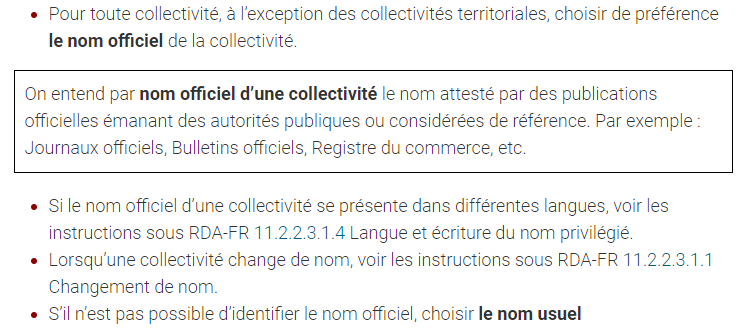 • Pour toute collectivité, à l’exception des collectivités territoriales, choisir de préférence
le nom officiel de la collectivité.
On entend par nom officiel d’une collectivité le nom attesté par des publications
officielles émanant des autorités publiques ou considérées de référence. Par exemple :
Journaux officiels, Bulletins officiels, Registre du commerce, etc.
• Si le nom officiel d’une collectivité se présente dans différentes langues, voir les
instructions sous RDA-FR 11.2.2.3.1.4 Langue et écriture du nom privilégié.
• Lorsqu’une collectivité change de nom, voir les instructions sous RDA-FR 11.2.2.3.1.1
Changement de nom.
• S’il n’est pas possible d’identifier le nom officiel, choisir le nom usuel